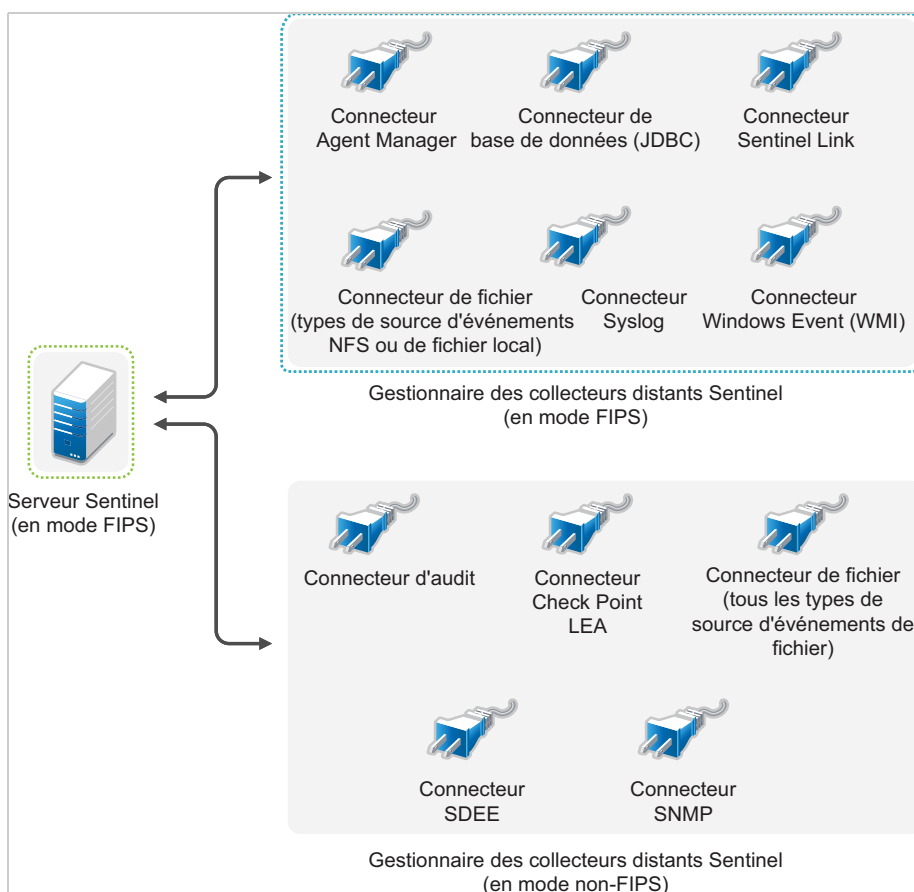 Connecteur
Agent Manager
Connecteur de
base de données (JDBC)
Connecteur
Sentinel Link
Connecteur de fichier
(types de source d'événements
NFS ou de fichier local)
Connecteur
Syslog
Connecteur
Windows Event (WMI)
Gestionnaire des collecteurs distants Sentinel
(en mode FIPS)
Serveur Sentinel
(en mode FIPS)
Connecteur d'audit
Connecteur
Check Point
LEA
Connecteur de fichier
(tous les types de
source d'événements de
fichier)
Connecteur
SDEE
Connecteur
SNMP
Gestionnaire des collecteurs distants Sentinel
(en mode non-FIPS)